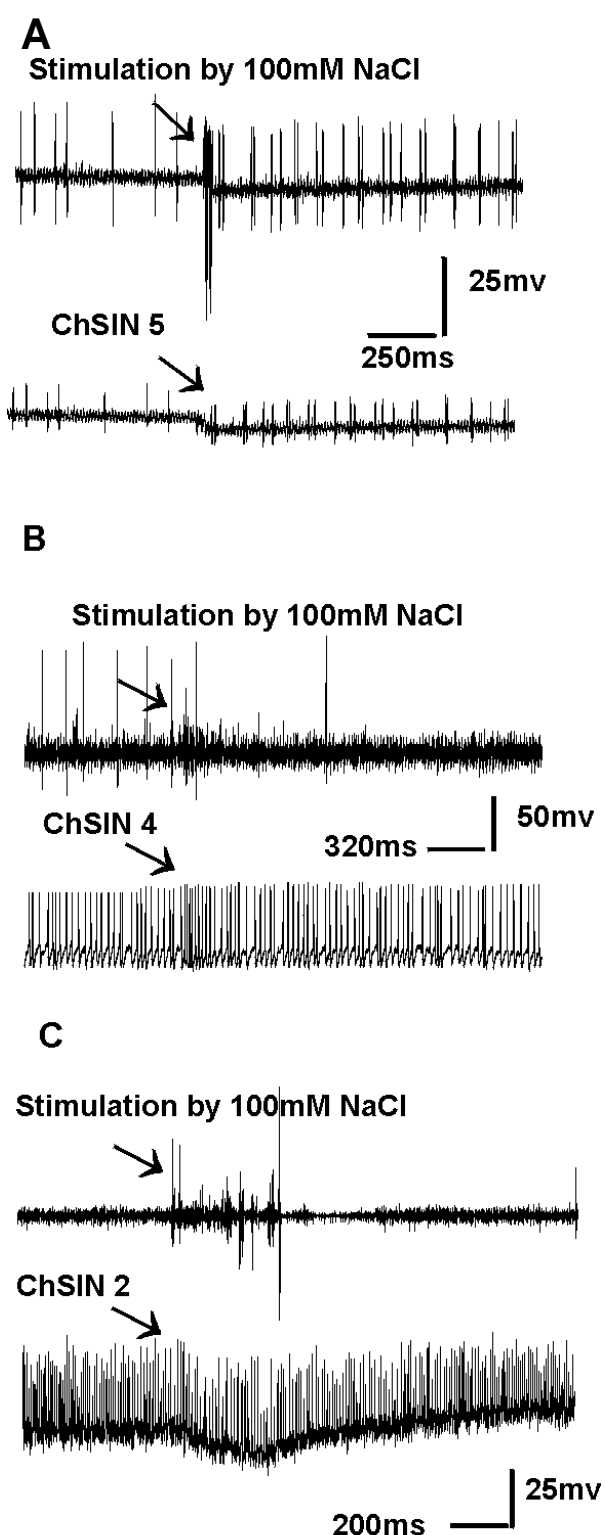 A
Stimulation by 100mM NaCl
25mv
ChSIN 5
250ms
B
Stimulation by 100mM NaCl
50mv
ChSIN 4
320ms
C
Stimulation by 100mM NaCl
ChSIN 2
25mv
200ms